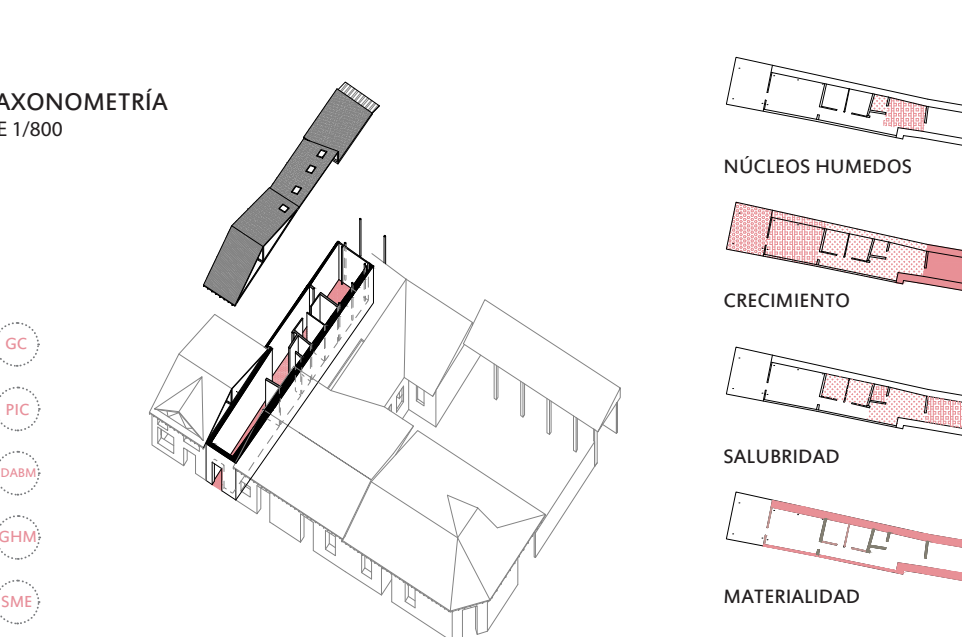 AXONOMETRÍA
E 1/800
GC
PIC
DABM
GHM
SME
NÚCLEOS HUMEDOS
CRECIMIENTO
SALUBRIDAD
MATERIALIDAD